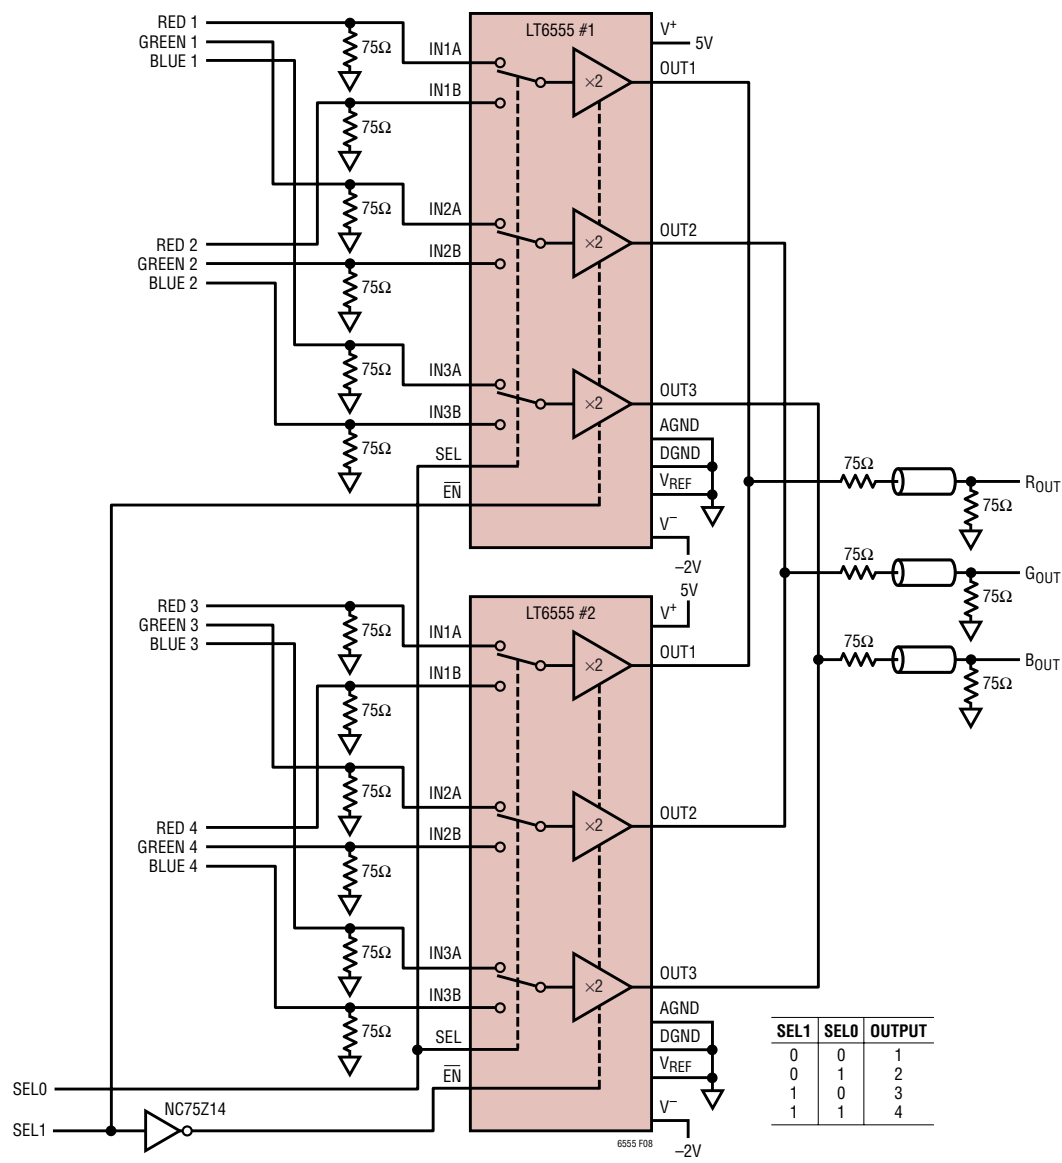 RED 1
GREEN 1
BLUE 1
75Ω
IN1A
LT6555 #1
V+
5V
OUT1
×2
IN1B
75Ω
75Ω
IN2A
OUT2
×2
RED 2
GREEN 2
BLUE 2
IN2B
75Ω
75Ω
IN3A
OUT3
×2
IN3B
75Ω
AGND
SEL
DGND
EN
VREF
V−
–2V
75Ω
ROUT
75Ω
75Ω
GOUT
75Ω
75Ω
BOUT
75Ω
RED 3
GREEN 3
BLUE 3
75Ω
IN1A
LT6555 #2
5V
V+
OUT1
×2
IN1B
75Ω
75Ω
IN2A
OUT2
×2
RED 4
GREEN 4
BLUE 4
IN2B
75Ω
75Ω
IN3A
OUT3
×2
IN3B
75Ω
AGND
SEL
DGND
EN
VREF
V−
–2V
SEL0
SEL1
NC75Z14
6555 F08
SEL1 SEL0 OUTPUT
0 0 1
0 1 2
1 0 3
1 1 4